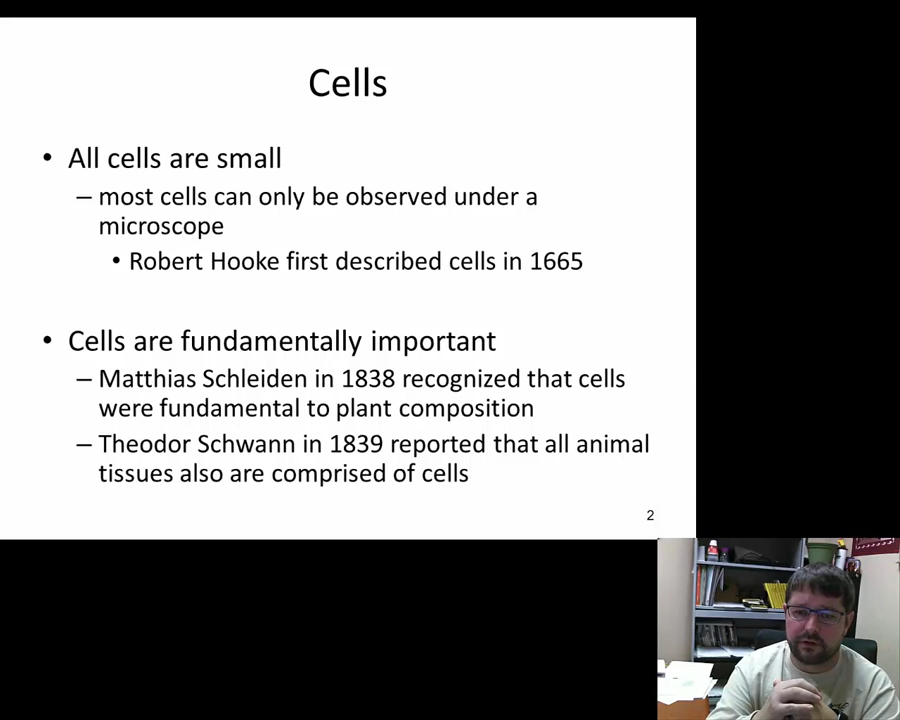 Cells
• All cells are small
– most cells can only be observed under a
microscope
• Robert Hooke first described cells in 1665
• Cells are fundamentally important
– Matthias Schleiden in 1838 recognized that cells
were fundamental to plant composition
– Theodor Schwann in 1839 reported that all animal
tissues also are comprised of cells
2